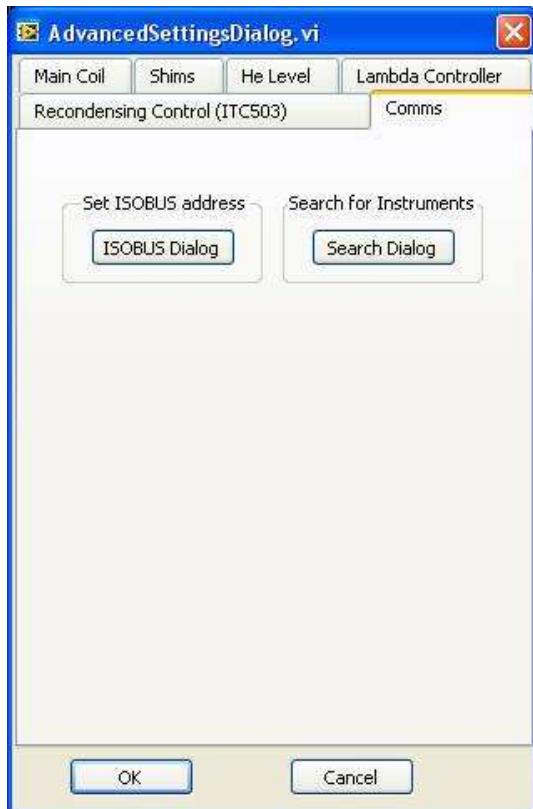 AdvancedSettingsDialog.vi
Main Coil Shims He Level Lambda Controller
Recondensing Control (ITC503) Comms
Set ISOBUS address Search for Instruments
ISOBUS Dialog Search Dialog
OK Cancel